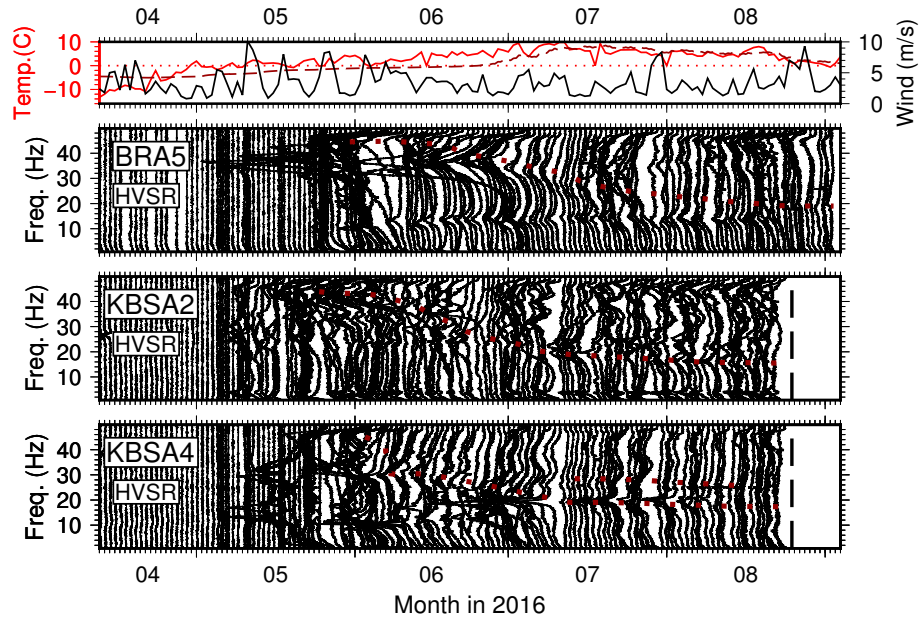 04 05 06 07 08
Temp.(C)
10
0
−10
10
5
0
Wind (m/s)
Freq. (Hz)
40
30
20
10
BRA5
HVSR
Freq. (Hz)
40
30
20
10
KBSA2
HVSR
Freq. (Hz)
40
30
20
10
KBSA4
HVSR
04 05 06 07 08
Month in 2016